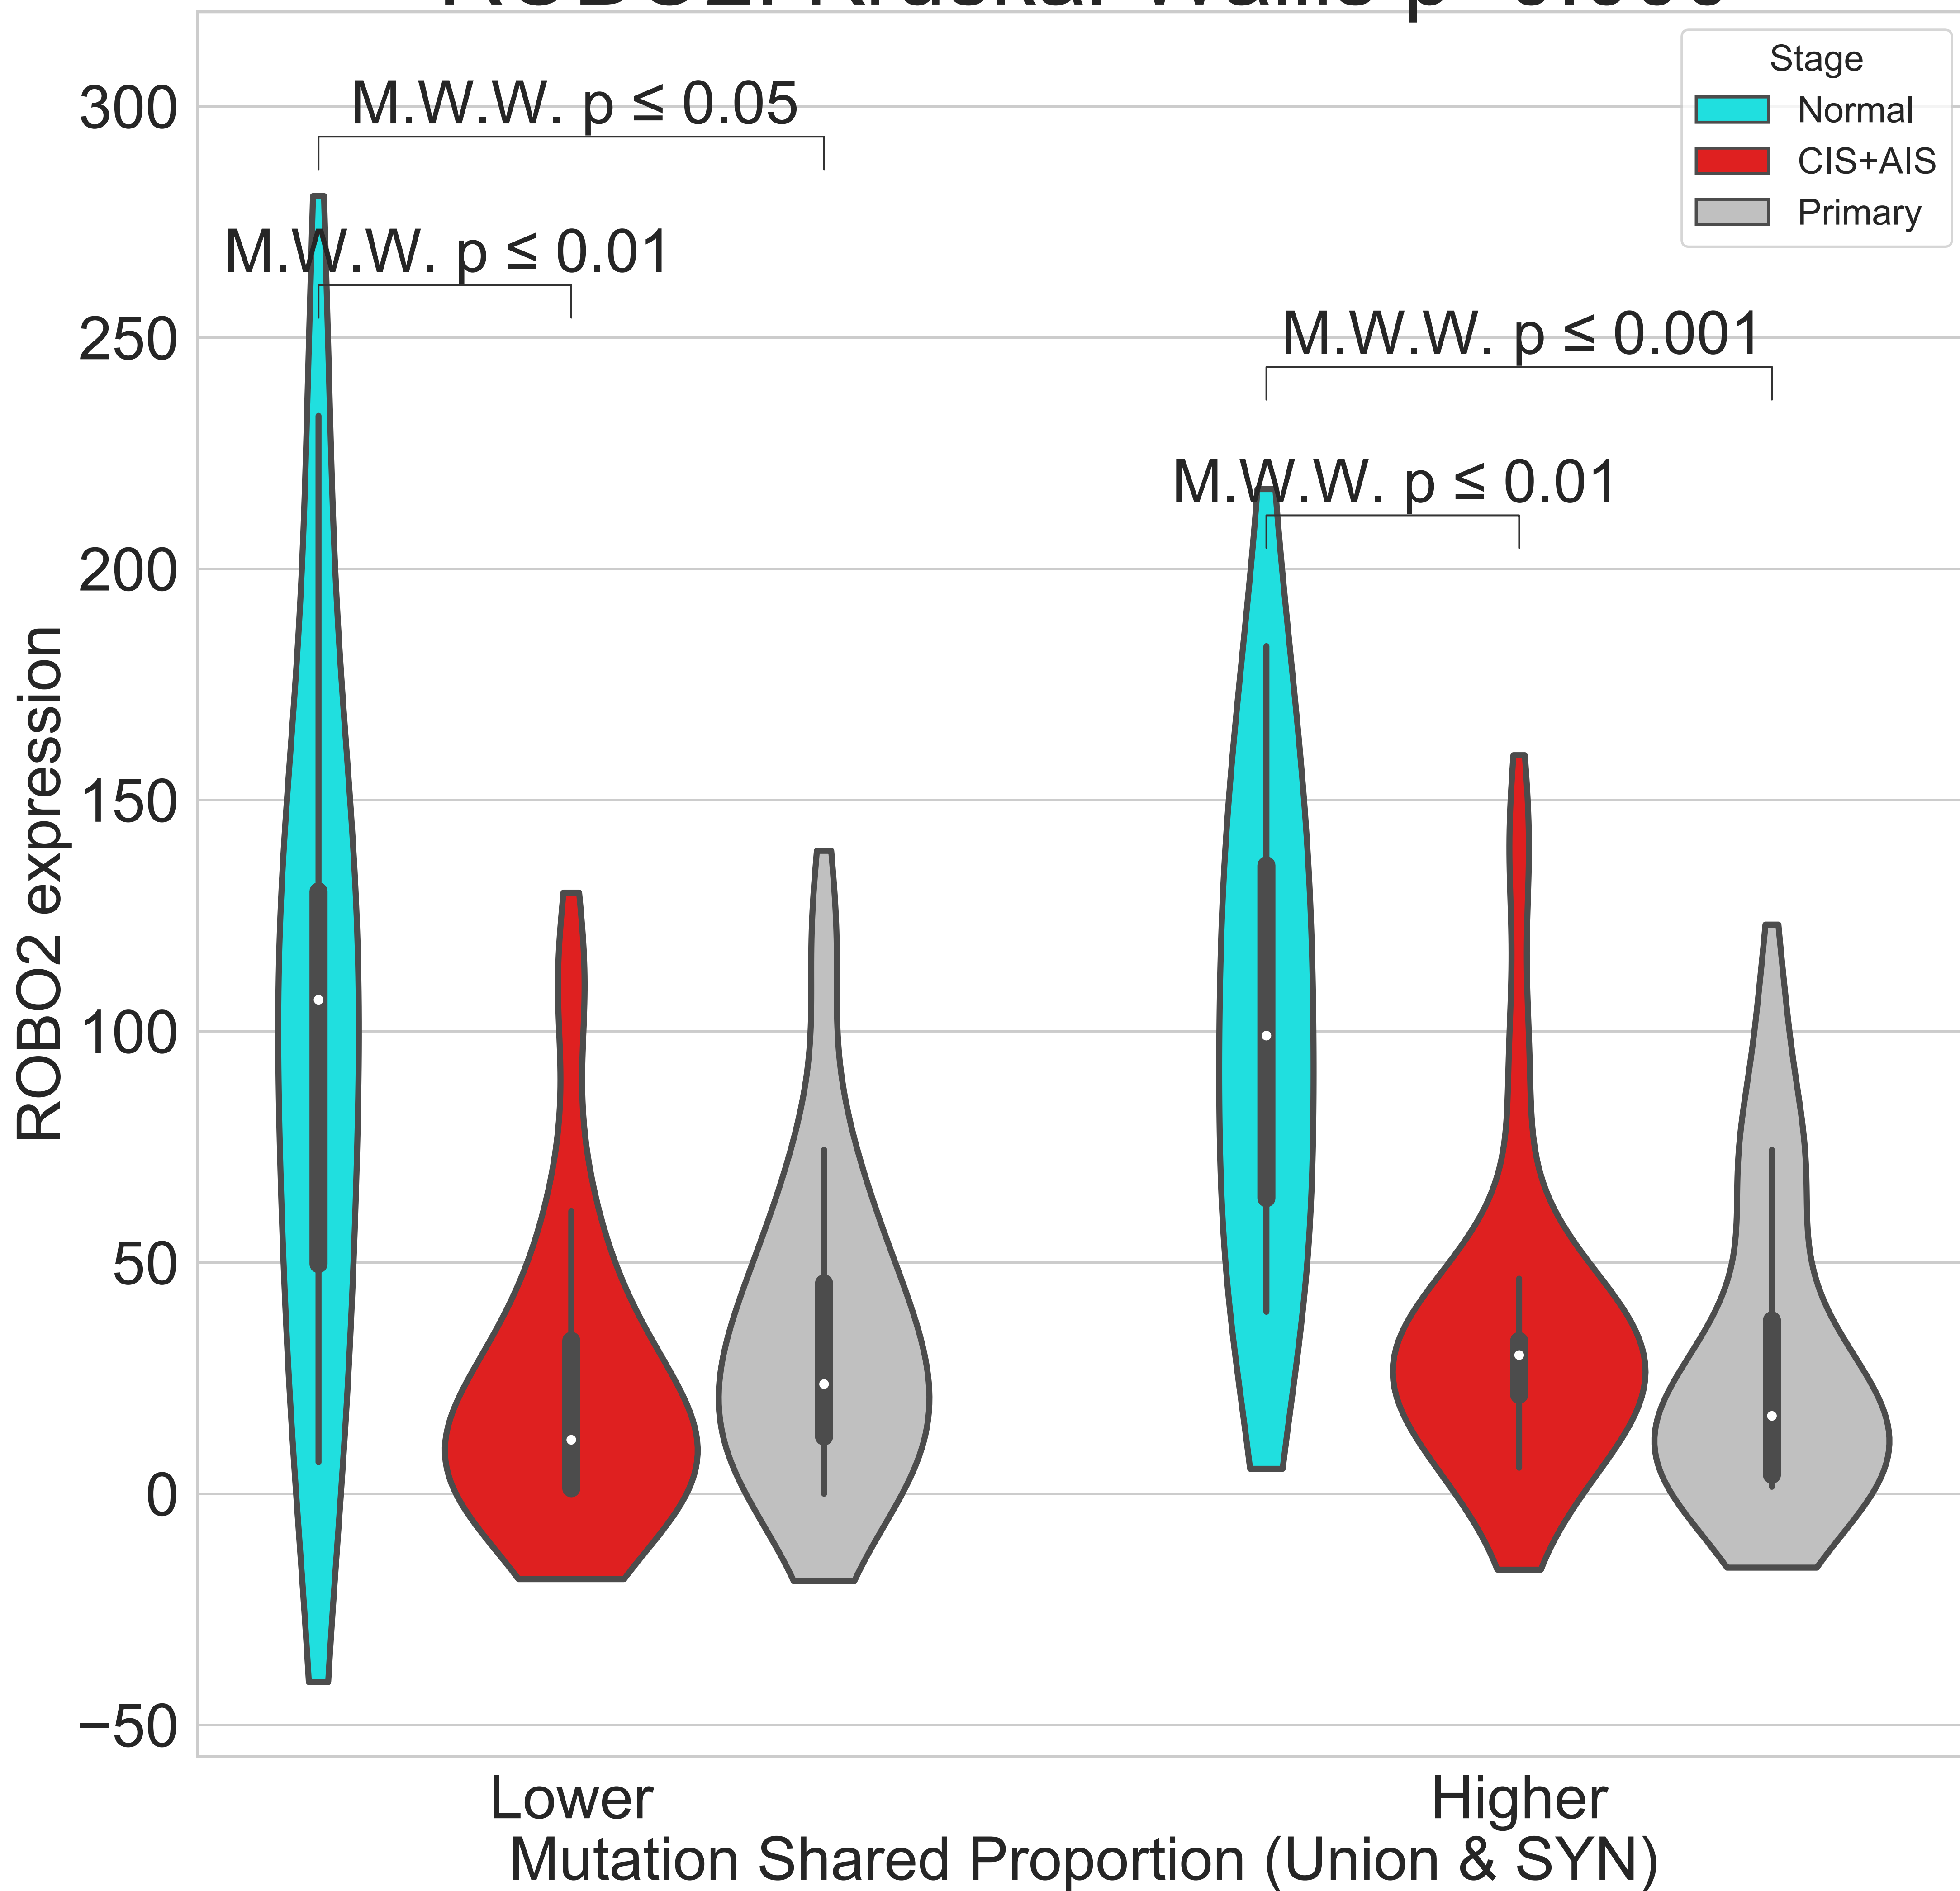 Stage
Normal
CIS+AIS
Primary
M.W.W. p ≤ 0.05
M.W.W. p ≤ 0.01
M.W.W. p ≤ 0.001
M.W.W. p ≤ 0.01
300
250
200
150
100
50
0
−50
ROBO2 expression
Lower
Higher
Mutation Shared Proportion (Union & SYN)